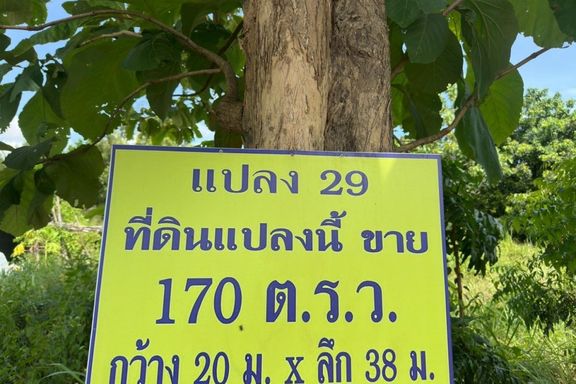 แปลง 29
ที่ดินแปลงนี้ ขาย
170 ต.ร.ว.
กว้าง 20 ม. x ลึก 38 ม.